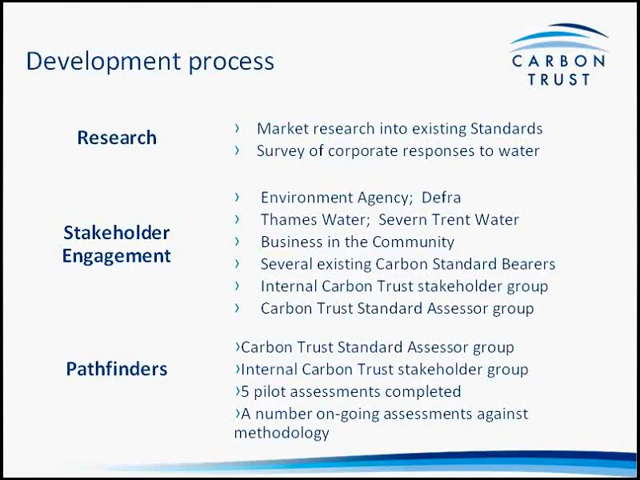 Development process
CARBON
TRUST
Research
› Market research into existing Standards
› Survey of corporate responses to water
Stakeholder
Engagement
› Environment Agency; Defra
› Thames Water; Severn Trent Water
› Business in the Community
› Several existing Carbon Standard Bearers
› Internal Carbon Trust stakeholder group
› Carbon Trust Standard Assessor group
Pathfinders
›Carbon Trust Standard Assessor group
›Internal Carbon Trust stakeholder group
›5 pilot assessments completed
›A number on-going assessments against
methodology